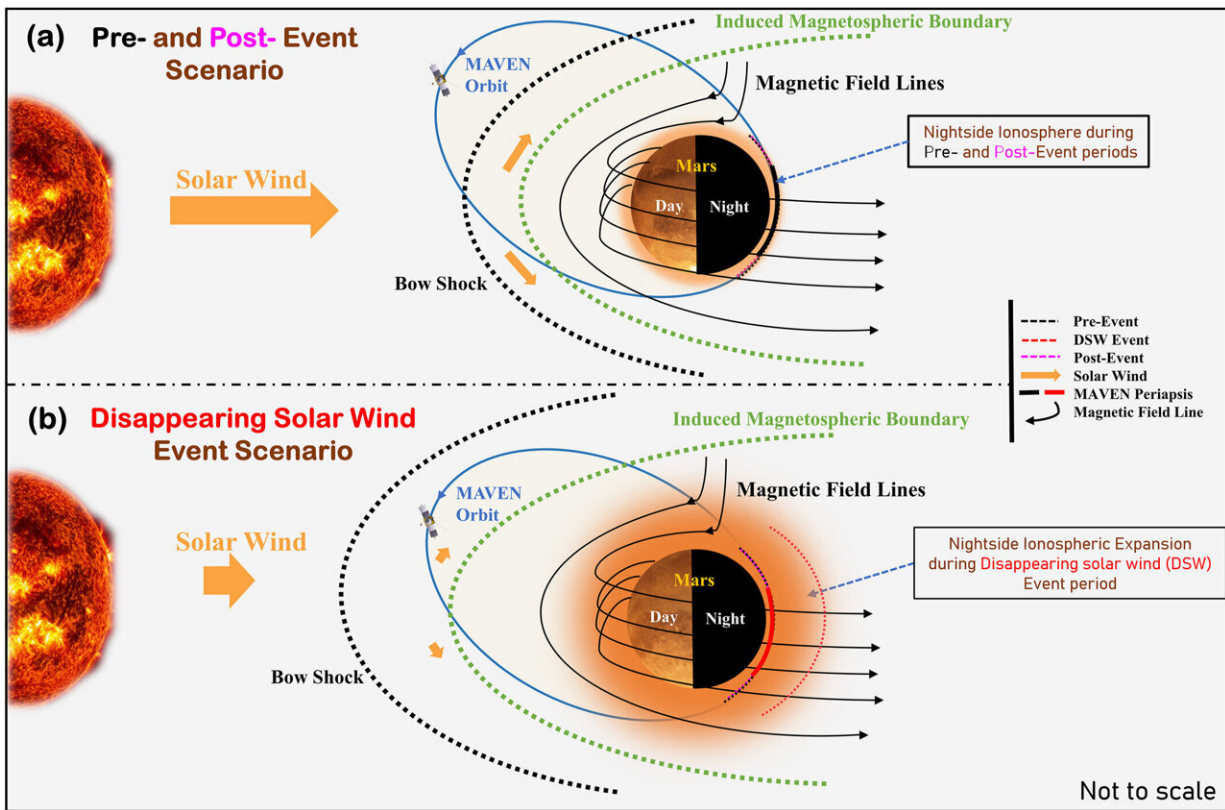 (a) Pre- and Post- Event
Scenario
Induced Magnetospheric Boundary
MAVEN
Orbit
Magnetic Field Lines
Solar Wind
Mars
Day
Night
Nightside Ionosphere during
Pre- and Post-Event periods
Bow Shock
Pre-Event
DSW Event
Post-Event
Solar Wind
MAVEN Periapsis
Magnetic Field Line
(b) Disappearing Solar Wind
Event Scenario
Induced Magnetospheric Boundary
MAVEN
Orbit
Magnetic Field Lines
Solar Wind
Mars
Day
Night
Nightside Ionospheric Expansion
during Disappearing solar wind (DSW)
Event period
Bow Shock
Not to scale